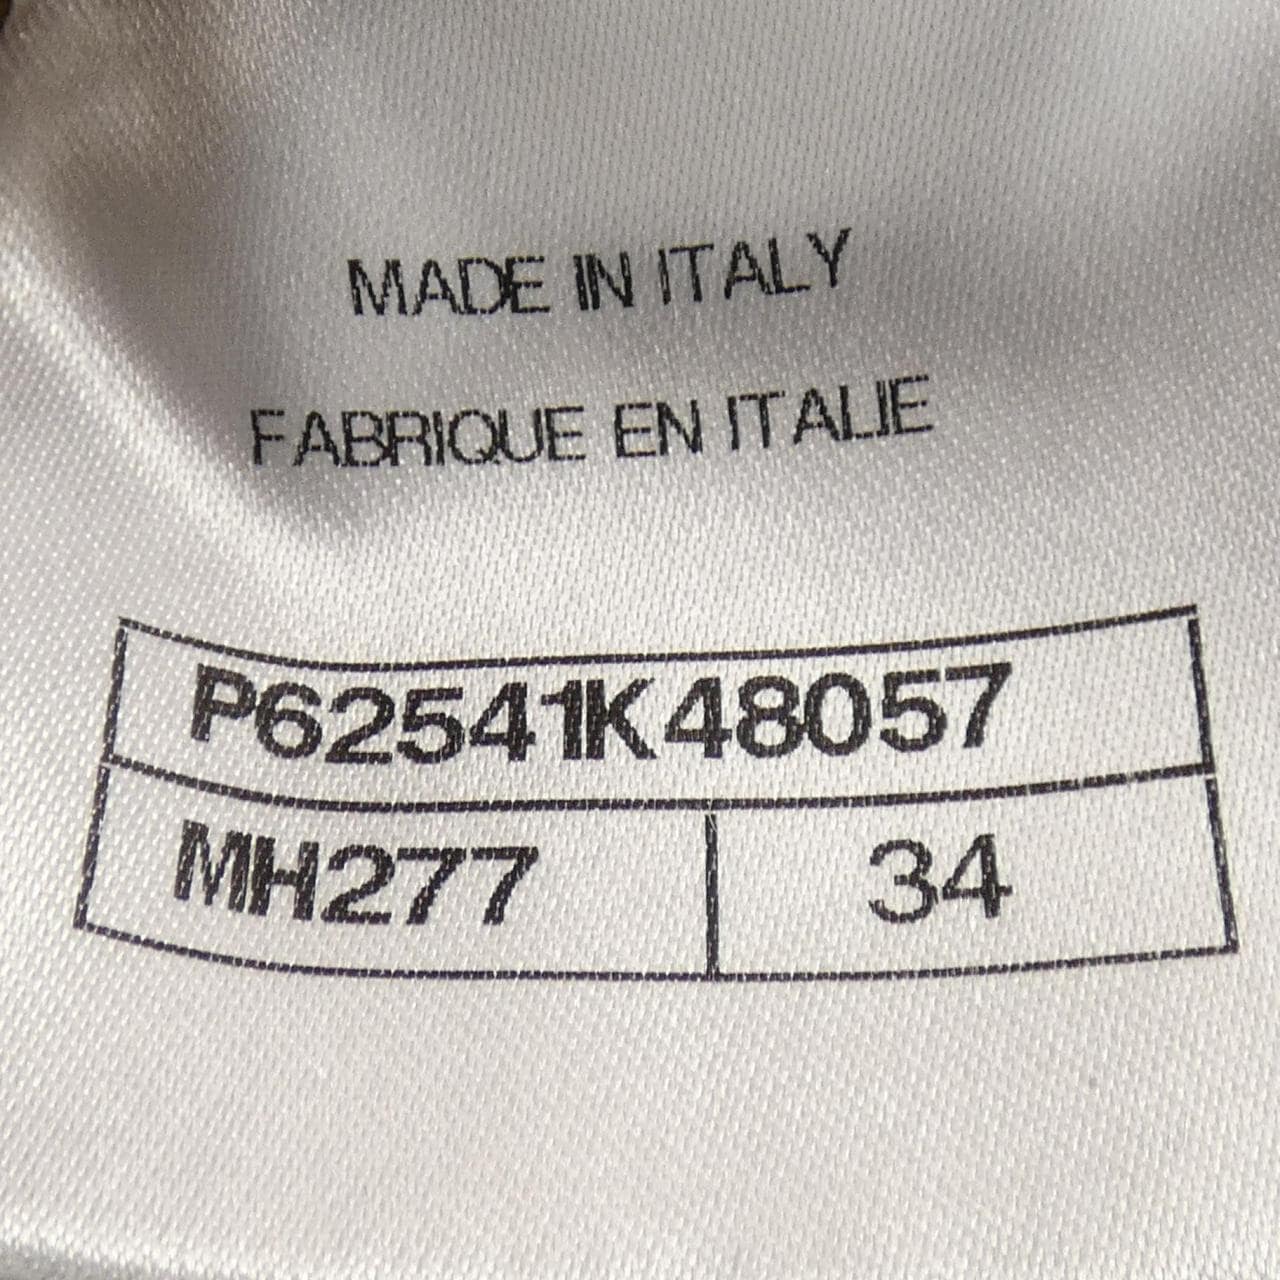 MADE IN ITALY
FABRIQUE EN ITALIE
P62541K48057
MH277 34